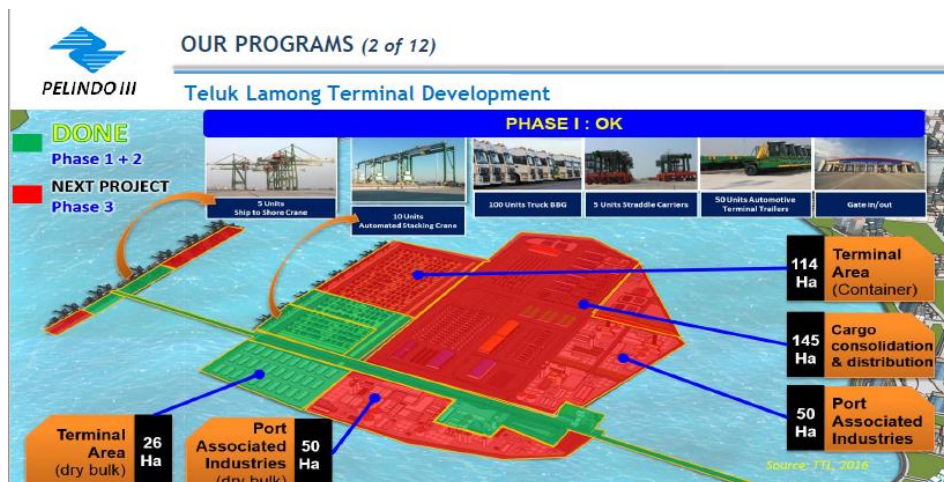 OUR PROGRAMS (2 of 12)
PELINDO III
Teluk Lamong Terminal Development
PHASE I : OK
DONE
Phase 1 + 2
NEXT PROJECT
Phase 3
5 Units
Ship to Shore Crane
10 Units
Automated Stacking Crane
100 Units Truck BBG
5 Units Straddle Carriers
50 Units Automotive
Terminal Trailers
Gate in/out
114
Ha
Terminal
Area
(Container)
145
Ha
Cargo
consolidation
& distribution
50
Ha
Port
Associated
Industries
Terminal
Area
(dry bulk)
26
Ha
Port
Associated
Industries
(dry bulk)
50
Ha
Source: TTL, 2016